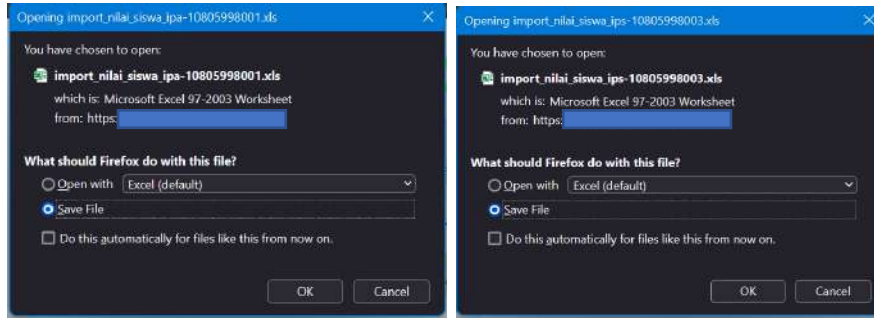 Opening import_nilai_siswa_ipa-10805998001.xls
You have chosen to open:
import_nilai_siswa_ipa-10805998001.xls
which is: Microsoft Excel 97-2003 Worksheet
from: https:
What should Firefox do with this file?
Open with Excel (default)
Save File
Do this automatically for files like this from now on.
OK Cancel
Opening import_nilai_siswa_ips-10805998003.xls
You have chosen to open:
import_nilai_siswa_ips-10805998003.xls
which is: Microsoft Excel 97-2003 Worksheet
from: https:
What should Firefox do with this file?
Open with Excel (default)
Save File
Do this automatically for files like this from now on.
OK Cancel